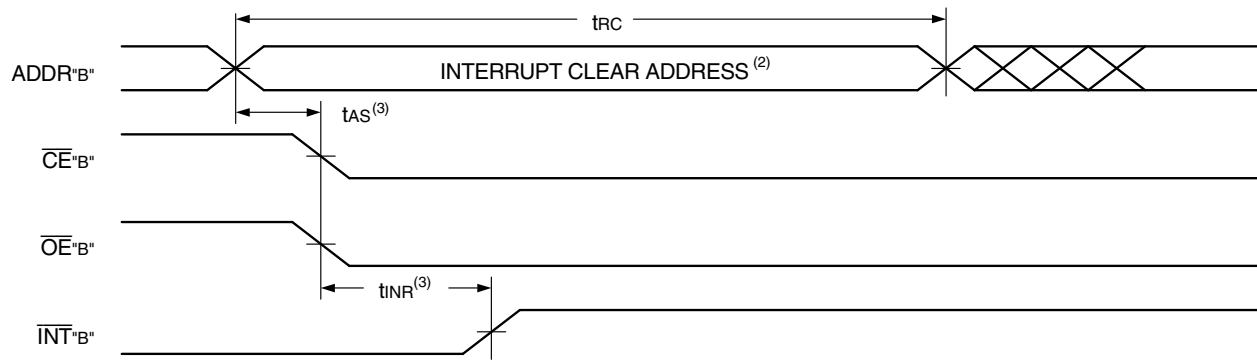 tRC
ADDR"B"
INTERRUPT CLEAR ADDRESS (2)
tAS(3)
CE"B"
OE"B"
tINR(3)
INT"B"